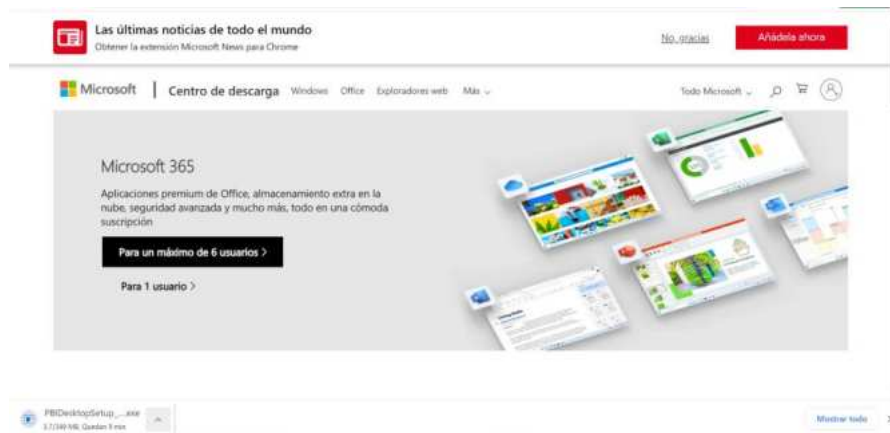 Las últimas noticias de todo el mundo
Obtener la extensión Microsoft News para Chrome
No, gracias
Añádela ahora
Microsoft | Centro de descarga Windows Office Exploradores web Más
Todo Microsoft
Microsoft 365
Aplicaciones premium de Office, almacenamiento extra en la
nube, seguridad avanzada y mucho más, todo en una cómoda
suscripción
Para un máximo de 6 usuarios >
Para 1 usuario >
PBIDesktopSetup_....exe
Mostrar todo